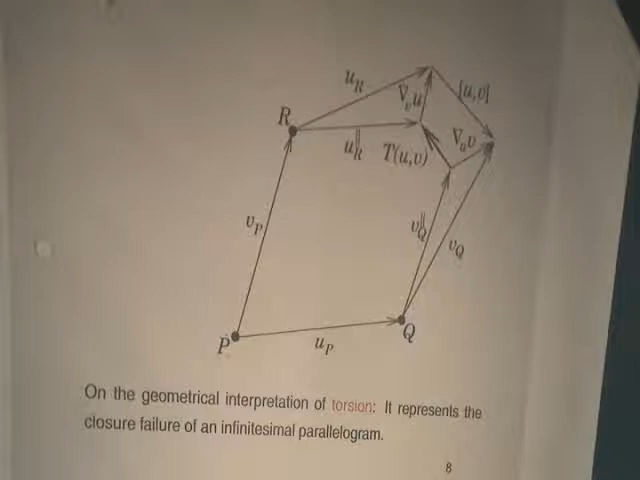 u_R
[u,v]
∇_v u
R
∇_u v
u_R^∥
T(u,v)
v_P
v_Q^∥
v_Q
P
u_P
Q
On the geometrical interpretation of torsion: It represents the
closure failure of an infinitesimal parallelogram.
8